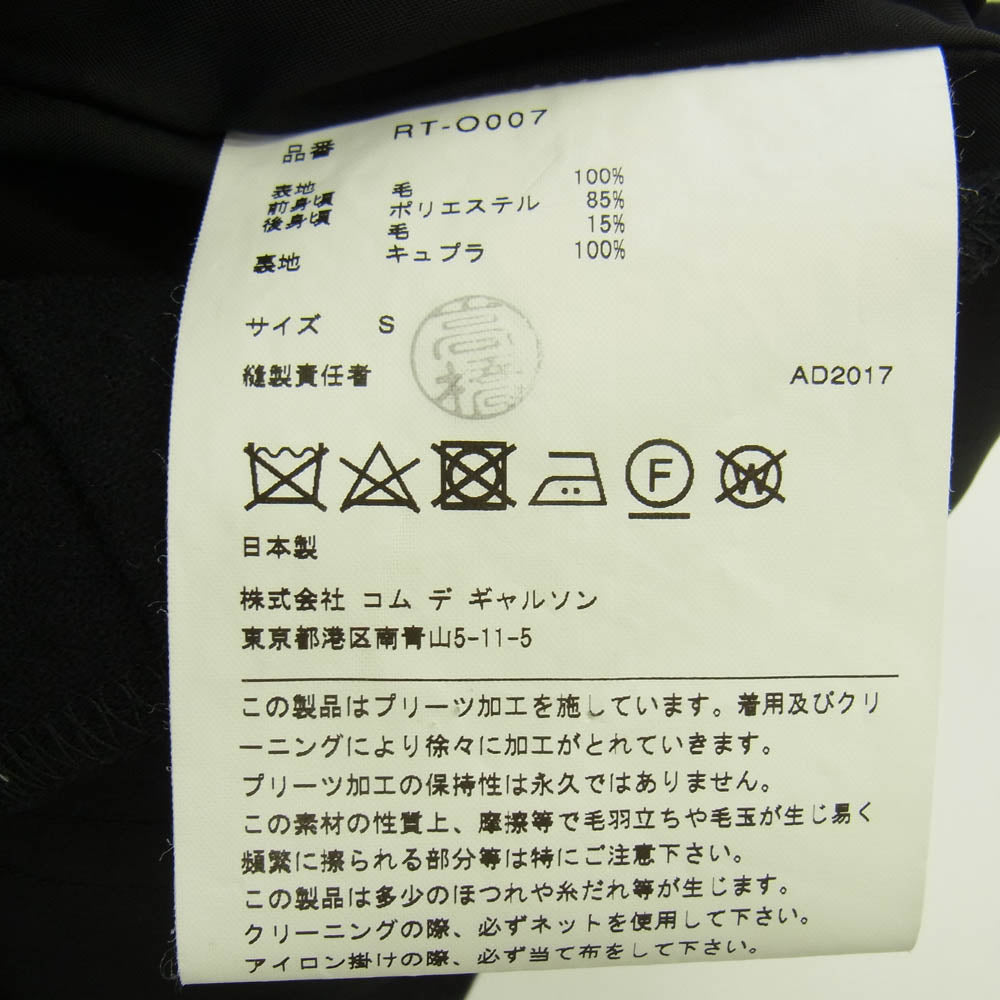 品番 RT-O007
表地 毛 100%
前身頃 ポリエステル 85%
後身頃 毛 15%
裏地 キュプラ 100%
サイズ S
高橋
縫製責任者 AD2017
F W
日本製
株式会社 コム デ ギャルソン
東京都港区南青山5-11-5
この製品はプリーツ加工を施しています。着用及びクリ
ーニングにより徐々に加工がとれていきます。
プリーツ加工の保持性は永久ではありません。
この素材の性質上、摩擦等で毛羽立ちや毛玉が生じ易く
頻繁に擦られる部分等は特にご注意下さい。
この製品は多少のほつれや糸だれ等が生じます。
クリーニングの際、必ずネットを使用して下さい。
アイロン掛けの際、必ず当て布をして下さい。